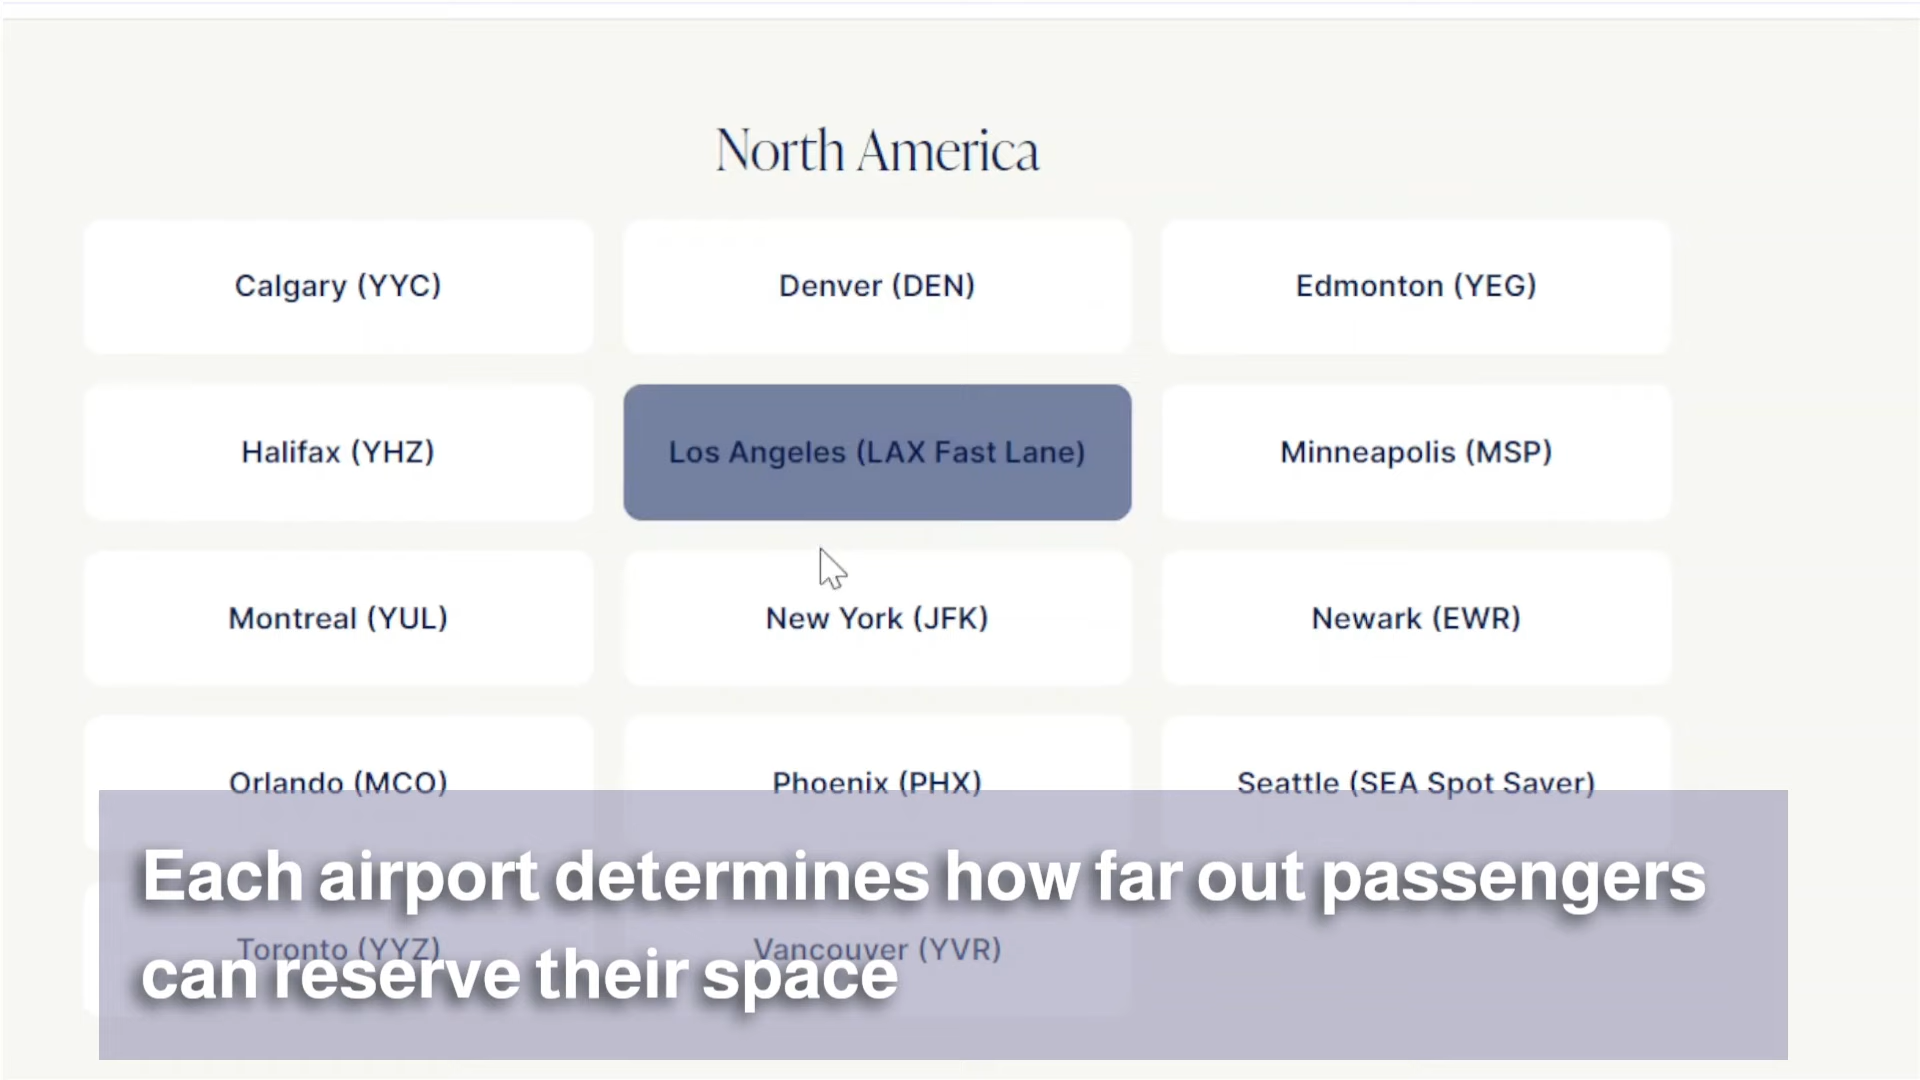 North America
Calgary (YYC)
Denver (DEN)
Edmonton (YEG)
Halifax (YHZ)
Los Angeles (LAX Fast Lane)
Minneapolis (MSP)
Montreal (YUL)
New York (JFK)
Newark (EWR)
Orlando (MCO)
Phoenix (PHX)
Seattle (SEA Spot Saver)
Toronto (YYZ)
Vancouver (YVR)
Each airport determines how far out passengers
can reserve their space